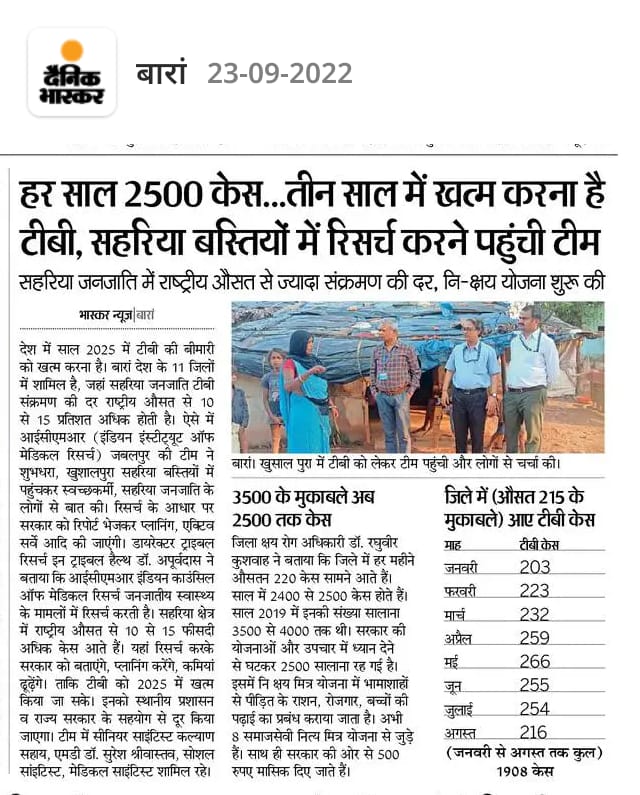 दैनिक
भास्कर
बारां 23-09-2022
हर साल 2500 केस...तीन साल में खत्म करना है
टीबी, सहरिया बस्तियों में रिसर्च करने पहुंची टीम
सहरिया जनजाति में राष्ट्रीय औसत से ज्यादा संक्रमण की दर, नि-क्षय योजना शुरू की
भास्कर न्यूज|बारां
देश में साल 2025 में टीबी की बीमारी
को खत्म करना है। बारां देश के 11 जिलों
में शामिल है, जहां सहरिया जनजाति टीबी
संक्रमण की दर राष्ट्रीय औसत से 10
से 15 प्रतिशत अधिक होती है। ऐसे में
आईसीएमआर (इंडियन इंस्टीट्यूट ऑफ
मेडिकल रिसर्च) जबलपुर की टीम ने
शुभधरा, खुशालपुरा सहरिया बस्तियों में
पहुंचकर स्वच्छकर्मी, सहरिया जनजाति के
लोगों से बात की। रिसर्च के आधार पर
सरकार को रिपोर्ट भेजकर प्लानिंग, एक्टिव
सर्वे आदि की जाएंगी। डायरेक्टर ट्राइबल
रिसर्च इन ट्राइबल हैल्थ डॉ. अपूर्वदास ने
बताया कि आईसीएमआर इंडियन काउंसिल
ऑफ मेडिकल रिसर्च जनजातीय स्वास्थ्य
के मामलों में रिसर्च करती है। सहरिया क्षेत्र
में राष्ट्रीय औसत से 10 से 15 फीसदी
अधिक केस आते हैं। यहां रिसर्च करके
सरकार को बताएंगे, प्लानिंग करेंगे, कमियां
ढूढ़ेंगे। ताकि टीबी को 2025 में खत्म
किया जा सके। इनको स्थानीय प्रशासन
व राज्य सरकार के सहयोग से दूर किया
जाएगा। टीम में सीनियर साइंटिस्ट कल्याण
सहाय, एमडी डॉ. सुरेश श्रीवास्तव, सोशल
साइंटिस्ट, मेडिकल साइंटिस्ट शामिल रहे।
बारां। खुसाल पुरा में टीबी को लेकर टीम पहुंची और लोगों से चर्चा की।
3500 के मुकाबले अब
2500 तक केस
जिला क्षय रोग अधिकारी डॉ. रघुवीर
कुशवाह ने बताया कि जिले में हर महीने
औसतन 220 केस सामने आते हैं।
साल में 2400 से 2500 केस होते हैं।
साल 2019 में इनकी संख्या सालाना
3500 से 4000 तक थी। सरकार की
योजनाओं और उपचार में ध्यान देने
से घटकर 2500 सालाना रह गई है।
इसमें नि क्षय मित्र योजना में भामाशाहों
से पीड़ित के राशन, रोजगार, बच्चों की
पढ़ाई का प्रबंध कराया जाता है। अभी
8 समाजसेवी नित्य मित्र योजना से जुड़े
हैं। साथ ही सरकार की ओर से 500
रुपए मासिक दिए जाते हैं।
जिले में (औसत 215 के
मुकाबले) आए टीबी केस
माह टीबी केस
जनवरी 203
फरवरी 223
मार्च 232
अप्रैल 259
मई 266
जून 255
जुलाई 254
अगस्त 216
(जनवरी से अगस्त तक कुल)
1908 केस